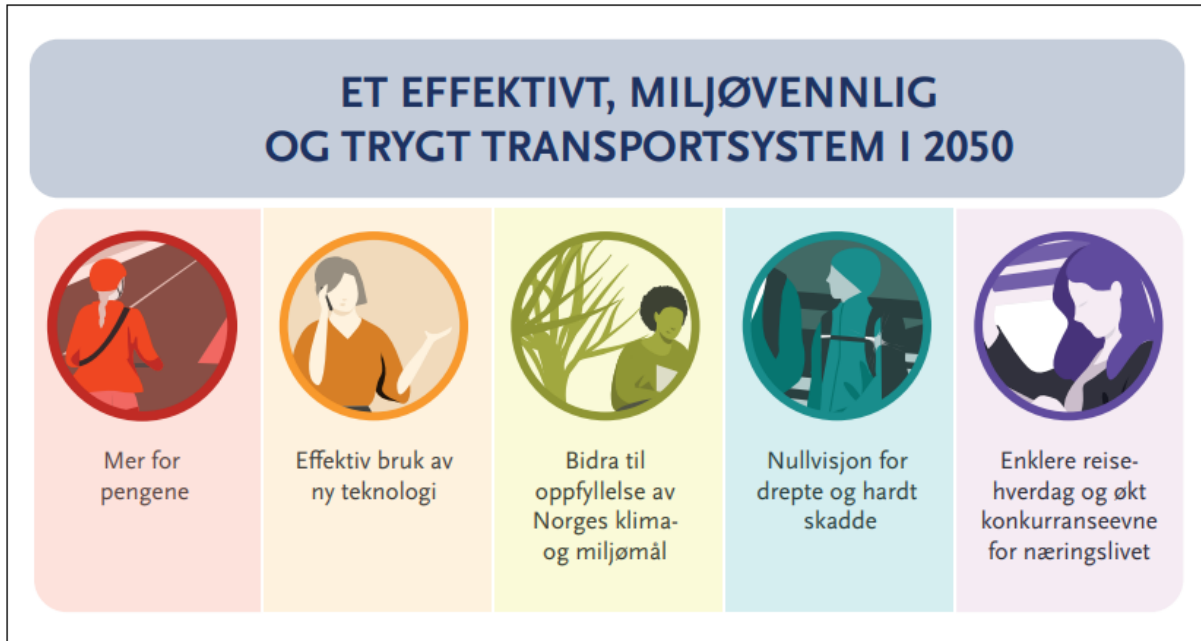 ET EFFEKTIVT, MILJØVENNLIG
OG TRYGT TRANSPORTSYSTEM I 2050
Mer for
pengene
Effektiv bruk av
ny teknologi
Bidra til
oppfyllelse av
Norges klima-
og miljømål
Nullvisjon for
drepte og hardt
skadde
Enklere reise-
hverdag og økt
konkurranseevne
for næringslivet